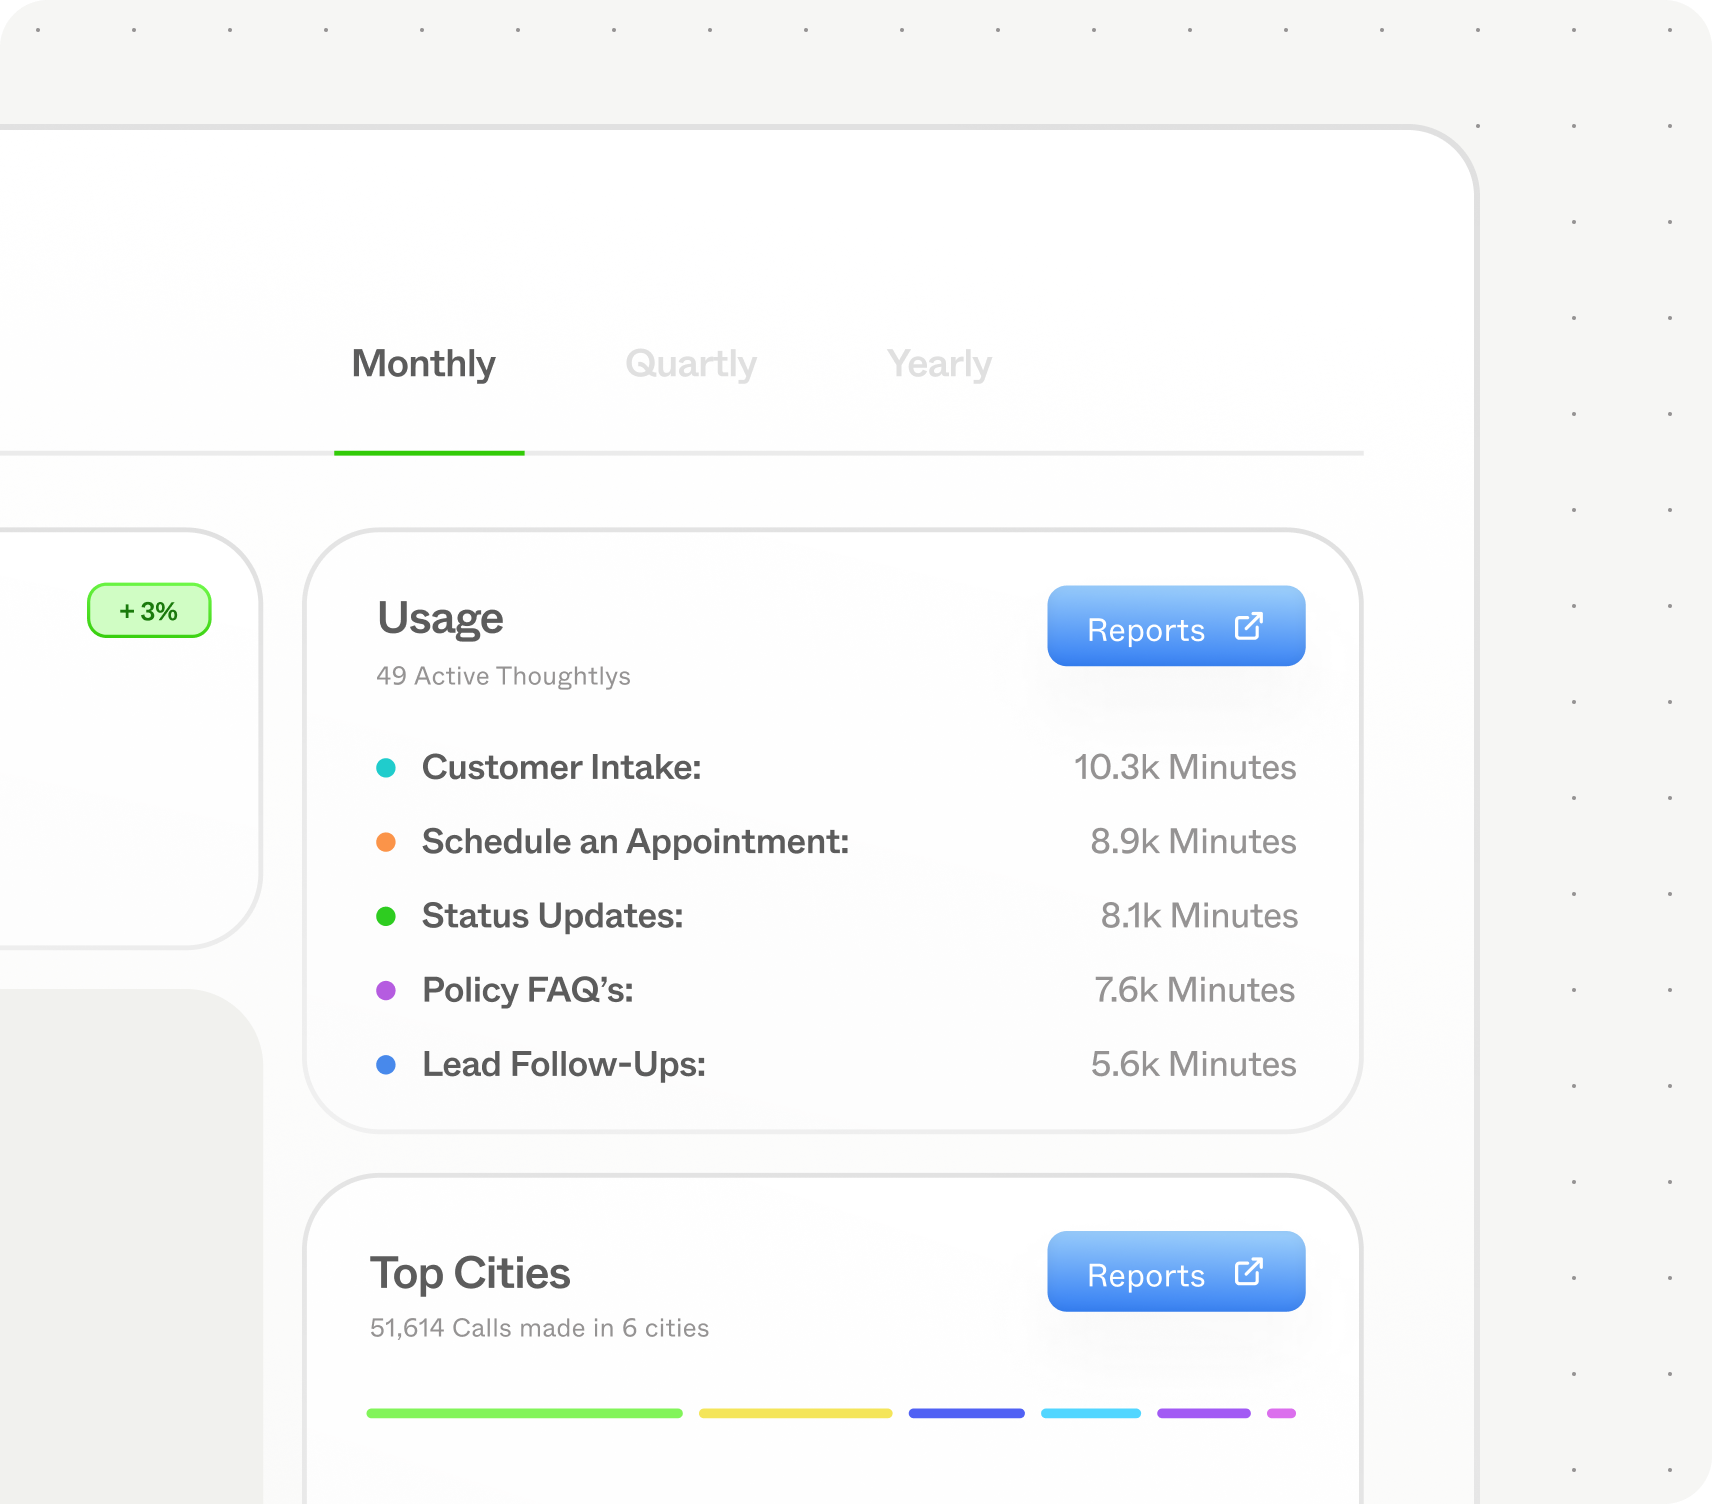 Monthly Quartly Yearly
+ 3%
Usage
Reports
49 Active Thoughtlys
Customer Intake: 10.3k Minutes
Schedule an Appointment: 8.9k Minutes
Status Updates: 8.1k Minutes
Policy FAQ’s: 7.6k Minutes
Lead Follow-Ups: 5.6k Minutes
Top Cities
Reports
51,614 Calls made in 6 cities